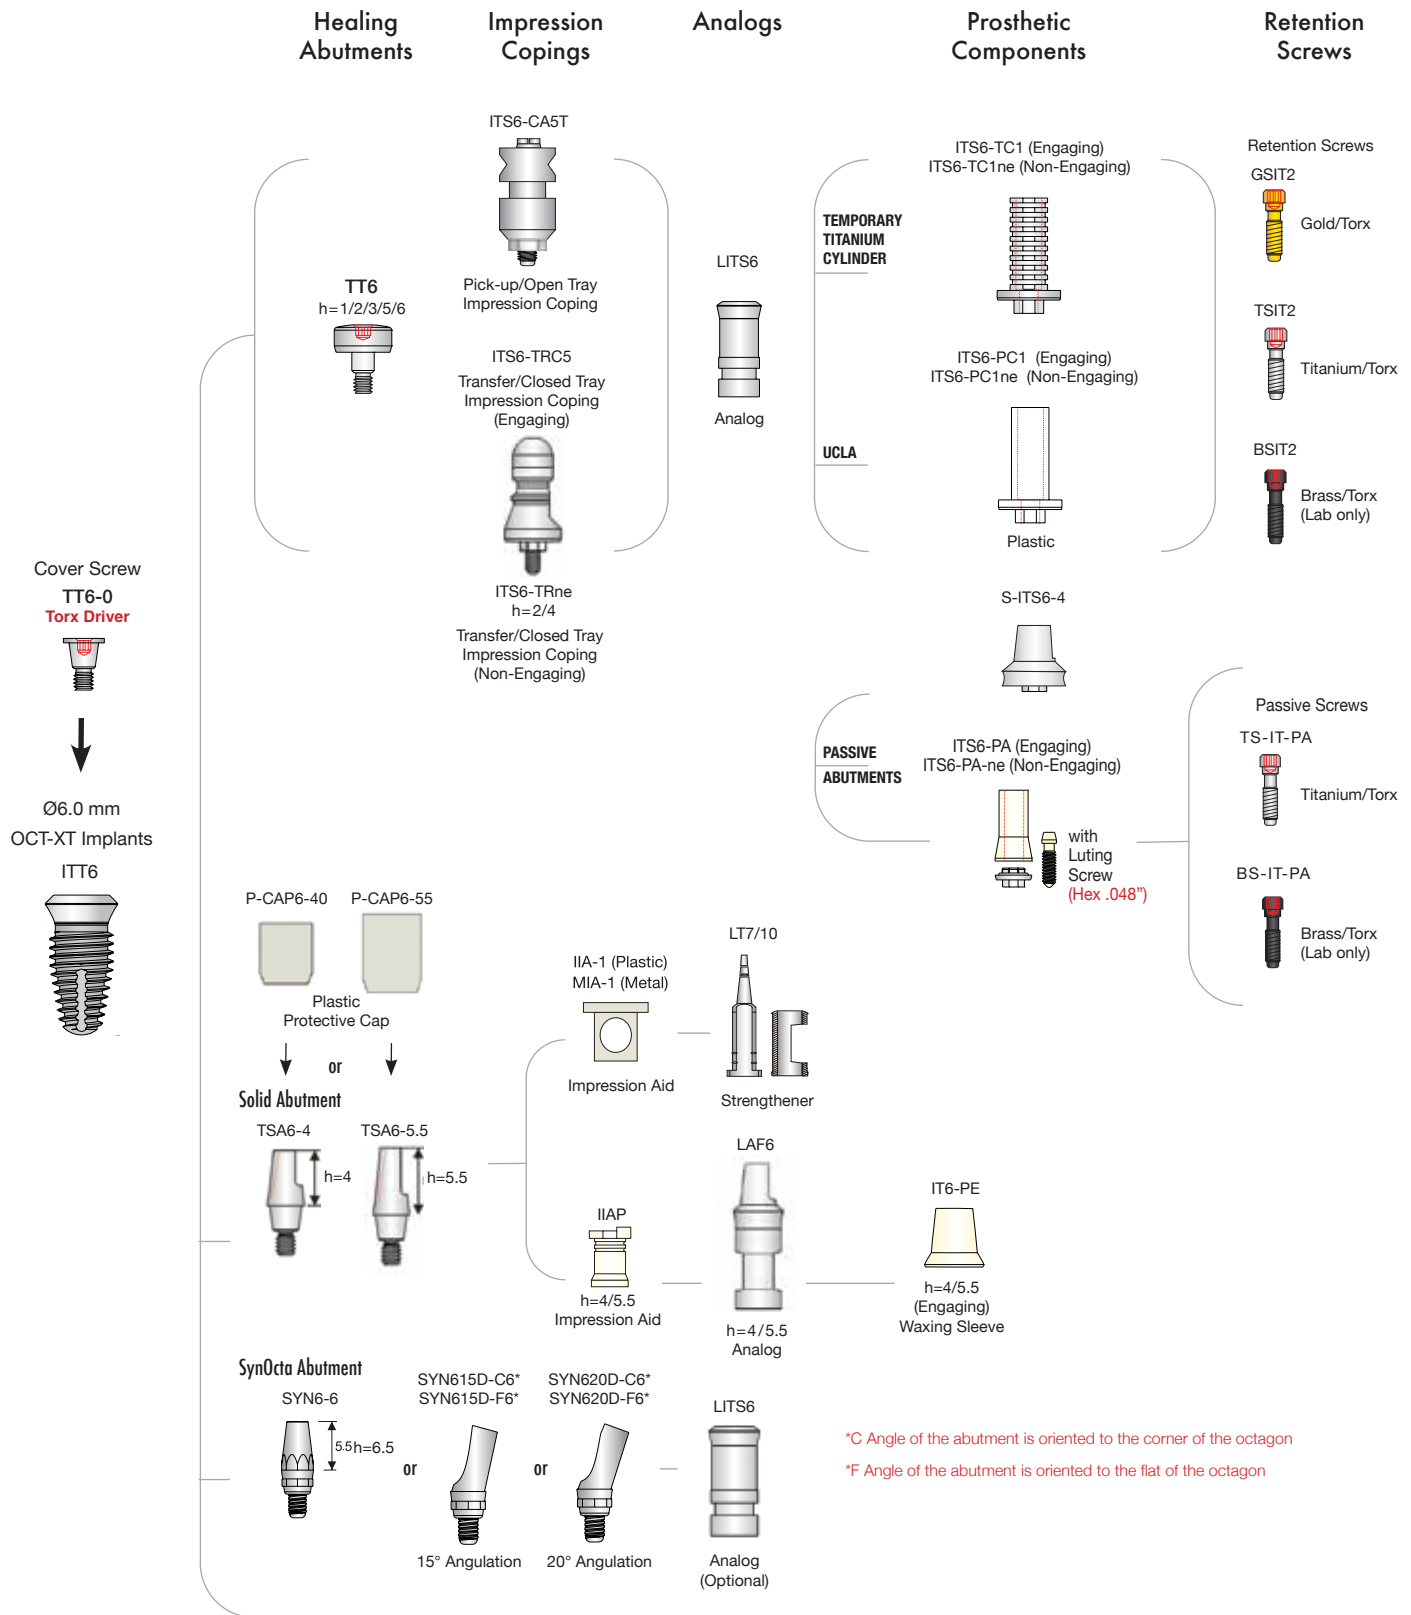 Healing
Abutments
Impression
Copings
Analogs
Prosthetic
Components
Retention
Screws
ITS6-CA5T
Pick-up/Open Tray
Impression Coping
TT6
h=1/2/3/5/6
ITS6-TRC5
Transfer/Closed Tray
Impression Coping
(Engaging)
ITS6-TRne
h=2/4
Transfer/Closed Tray
Impression Coping
(Non-Engaging)
LITS6
Analog
ITS6-TC1 (Engaging)
ITS6-TC1ne (Non-Engaging)
TEMPORARY
TITANIUM
CYLINDER
ITS6-PC1 (Engaging)
ITS6-PC1ne (Non-Engaging)
UCLA
Plastic
Retention Screws
GSIT2
Gold/Torx
TSIT2
Titanium/Torx
BSIT2
Brass/Torx
(Lab only)
Cover Screw
TT6-0
Torx Driver
Ø6.0 mm
OCT-XT Implants
ITT6
S-ITS6-4
PASSIVE
ABUTMENTS
ITS6-PA (Engaging)
ITS6-PA-ne (Non-Engaging)
with
Luting
Screw
(Hex .048”)
Passive Screws
TS-IT-PA
Titanium/Torx
BS-IT-PA
Brass/Torx
(Lab only)
P-CAP6-40
P-CAP6-55
Plastic
Protective Cap
or
Solid Abutment
TSA6-4
h=4
TSA6-5.5
h=5.5
IIA-1 (Plastic)
MIA-1 (Metal)
Impression Aid
LT7/10
Strengthener
IIAP
h=4/5.5
Impression Aid
LAF6
h=4/5.5
Analog
IT6-PE
h=4/5.5
(Engaging)
Waxing Sleeve
SynOcta Abutment
SYN6-6
5.5h=6.5
or
SYN615D-C6*
SYN615D-F6*
15° Angulation
or
SYN620D-C6*
SYN620D-F6*
20° Angulation
LITS6
Analog
(Optional)
*C Angle of the abutment is oriented to the corner of the octagon
*F Angle of the abutment is oriented to the flat of the octagon